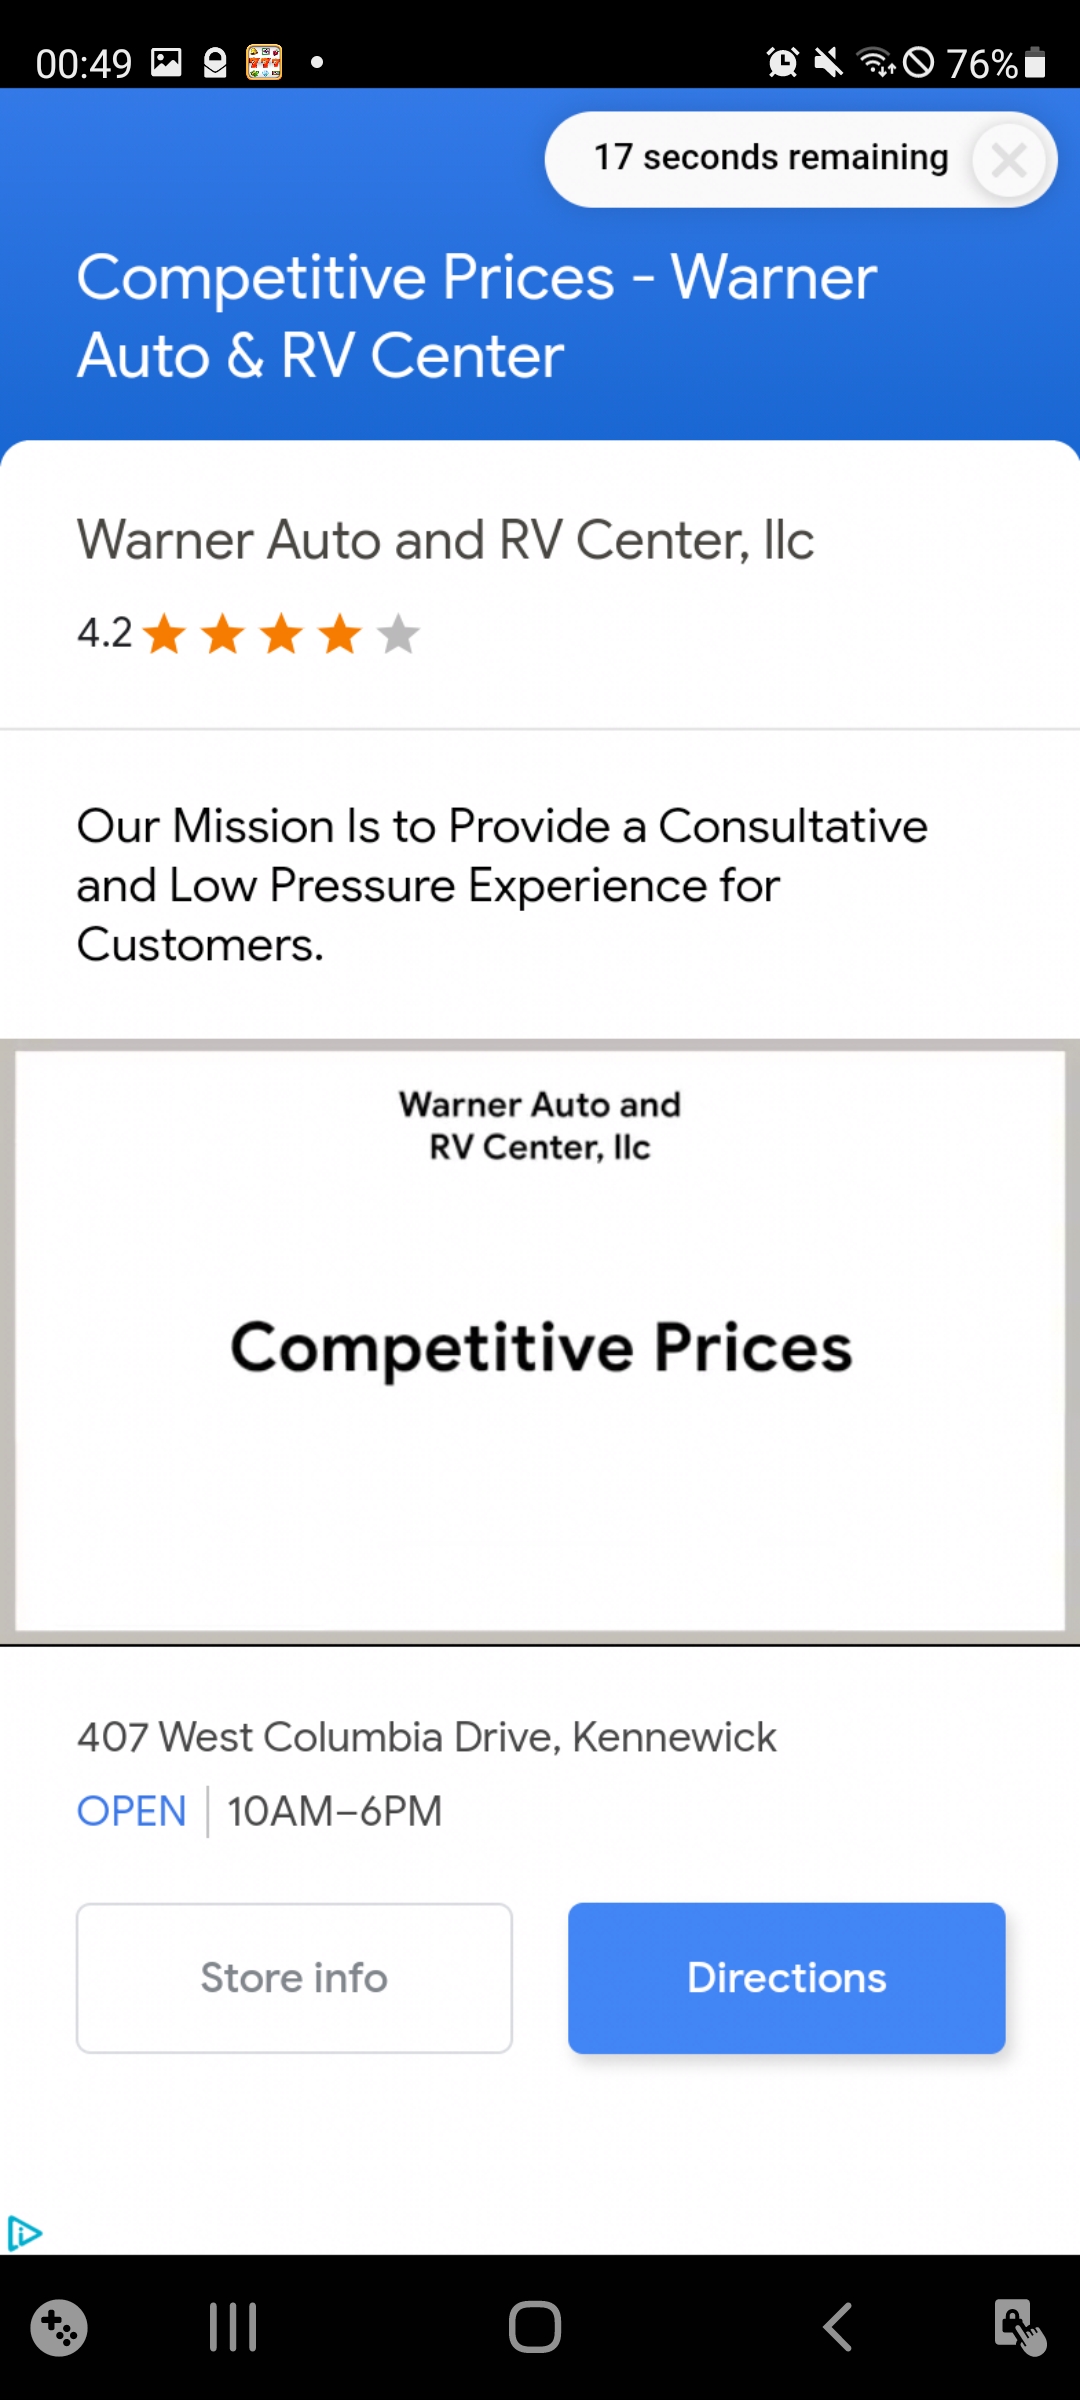 00:49
777
76%
17 seconds remaining
Competitive Prices - Warner
Auto & RV Center
Warner Auto and RV Center, llc
4.2
Our Mission Is to Provide a Consultative
and Low Pressure Experience for
Customers.
Warner Auto and
RV Center, llc
Competitive Prices
407 West Columbia Drive, Kennewick
OPEN 10AM–6PM
Store info
Directions